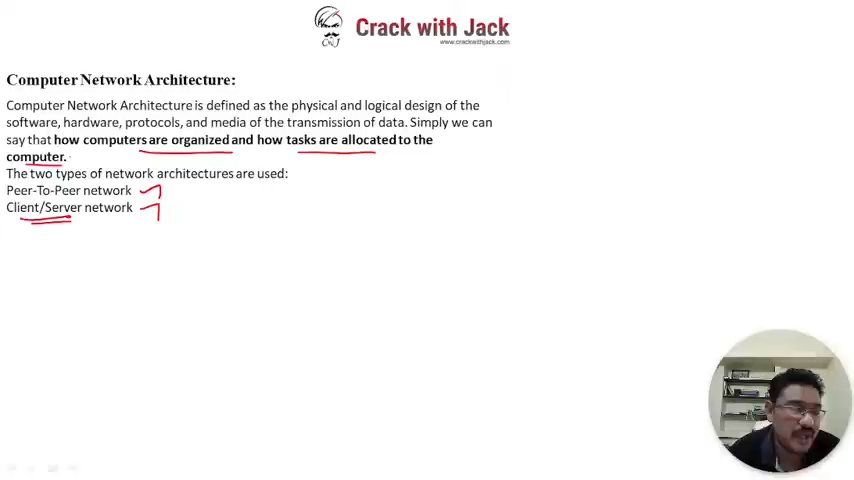 Crack with Jack
CWJ
www.crackwithjack.com
Computer Network Architecture:
Computer Network Architecture is defined as the physical and logical design of the
software, hardware, protocols, and media of the transmission of data. Simply we can
say that how computers are organized and how tasks are allocated to the
computer.
The two types of network architectures are used:
Peer-To-Peer network
Client/Server network